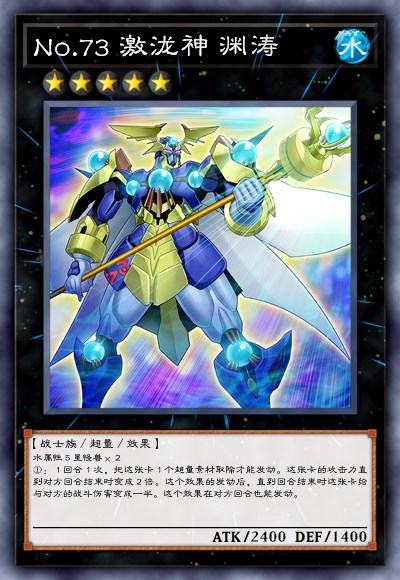 No.73 激泷神 渊涛
水
【战士族／超量／效果】
水属性５星怪兽×２
①：１回合１次，把这张卡１个超量素材取除才能发动。这张卡的攻击力直
到对方回合结束时变成２倍。这个效果的发动后，直到回合结束时这张卡给
与对方的战斗伤害变成一半。这个效果在对方回合也能发动。
ATK/2400 DEF/1400
73